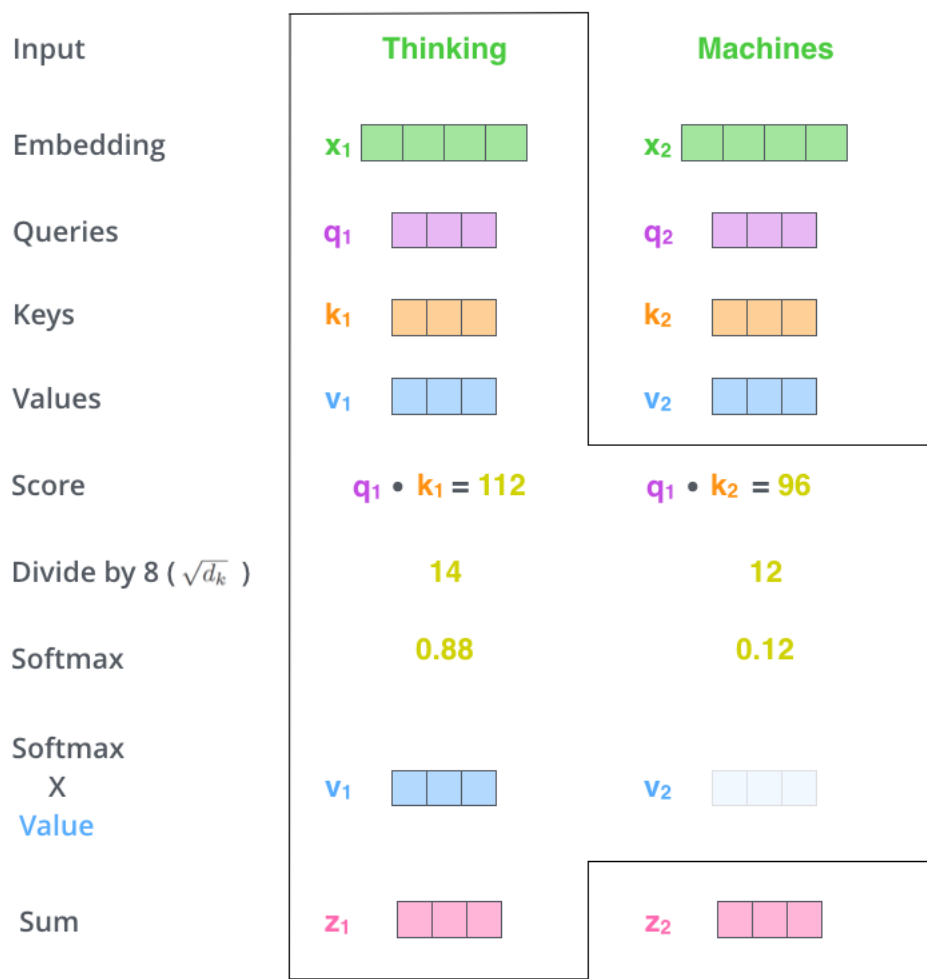 Input Thinking Machines
Embedding x₁ x₂
Queries q₁ q₂
Keys k₁ k₂
Values v₁ v₂
Score q₁ • k₁ = 112 q₁ • k₂ = 96
Divide by 8 ( √dₖ ) 14 12
Softmax 0.88 0.12
Softmax
X
Value v₁ v₂
Sum z₁ z₂